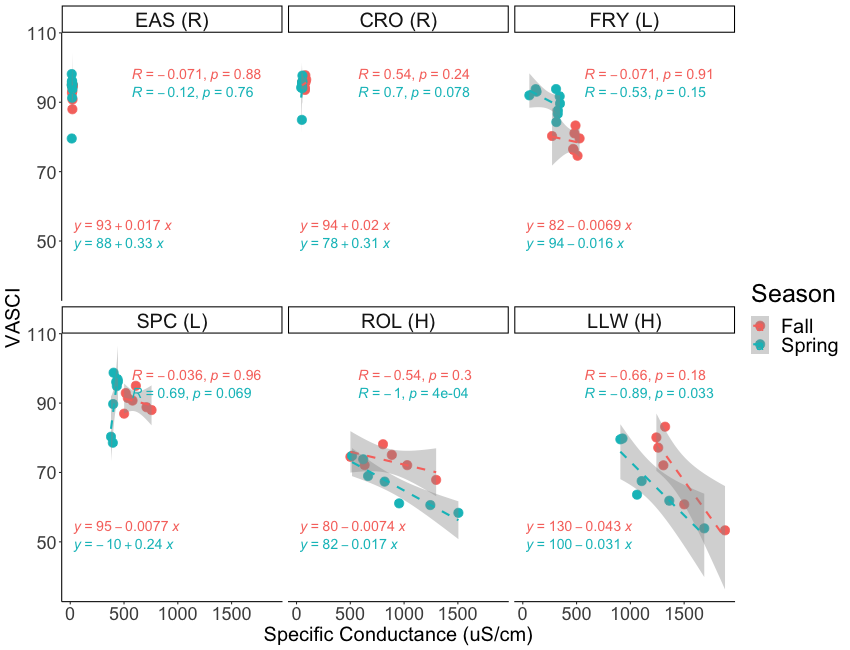 EAS (R) CRO (R) FRY (L)
110
90
70
50
R = −0.071, p = 0.88
R = −0.12, p = 0.76
y = 93 + 0.017 x
y = 88 + 0.33 x
R = 0.54, p = 0.24
R = 0.7, p = 0.078
y = 94 + 0.02 x
y = 78 + 0.31 x
R = −0.071, p = 0.91
R = −0.53, p = 0.15
y = 82 − 0.0069 x
y = 94 − 0.016 x
VASCI
SPC (L) ROL (H) LLW (H)
110
90
70
50
R = −0.036, p = 0.96
R = 0.69, p = 0.069
y = 95 − 0.0077 x
y = −10 + 0.24 x
R = −0.54, p = 0.3
R = −1, p = 4e-04
y = 80 − 0.0074 x
y = 82 − 0.017 x
R = −0.66, p = 0.18
R = −0.89, p = 0.033
y = 130 − 0.043 x
y = 100 − 0.031 x
0 500 1000 1500 0 500 1000 1500 0 500 1000 1500
Specific Conductance (uS/cm)
Season
Fall
Spring